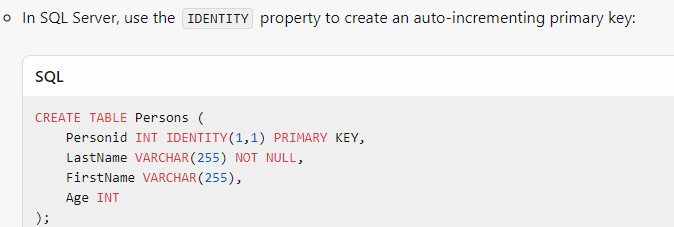 In SQL Server, use the IDENTITY property to create an auto-incrementing primary key:
SQL
CREATE TABLE Persons (
    Personid INT IDENTITY(1,1) PRIMARY KEY,
    LastName VARCHAR(255) NOT NULL,
    FirstName VARCHAR(255),
    Age INT
);